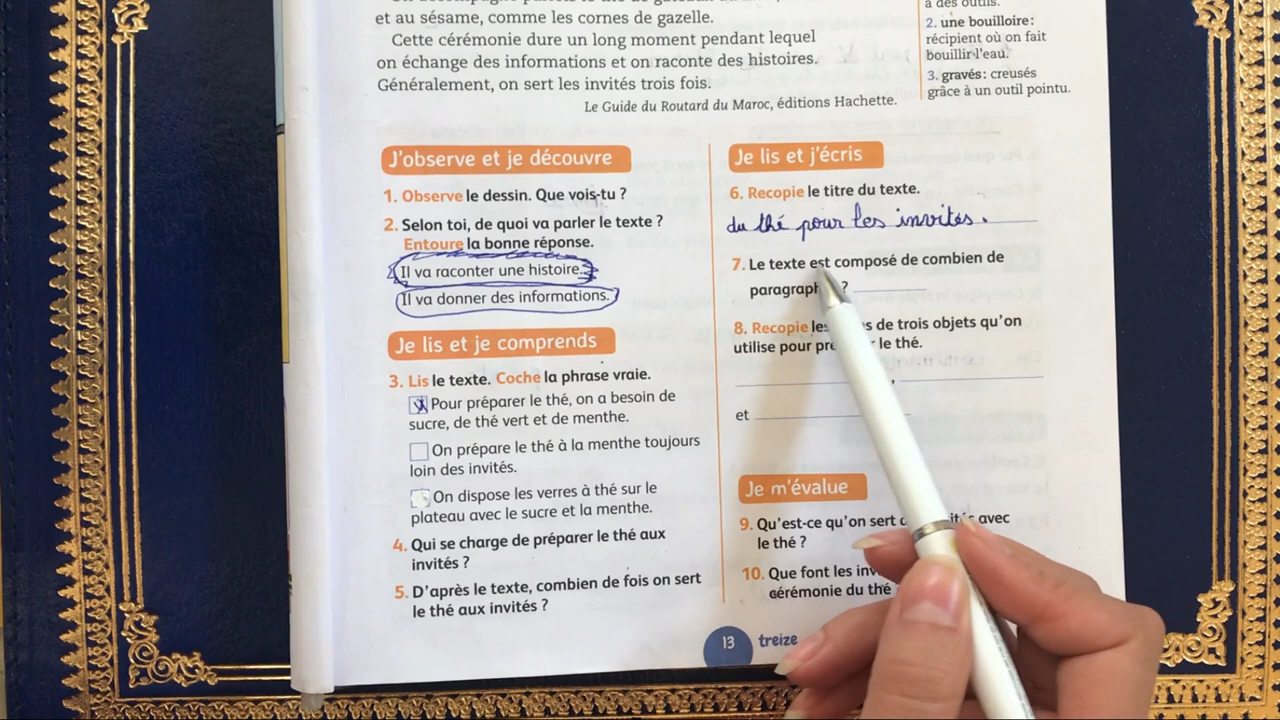 et au sésame, comme les cornes de gazelle.
Cette cérémonie dure un long moment pendant lequel
on échange des informations et on raconte des histoires.
Généralement, on sert les invités trois fois.
Le Guide du Routard du Maroc, éditions Hachette.
à des outils.
2. une bouilloire:
récipient où on fait
bouillir l'eau.
3. gravés: creusés
grâce à un outil pointu.
J'observe et je découvre
1. Observe le dessin. Que vois-tu ?
2. Selon toi, de quoi va parler le texte ?
Entoure la bonne réponse.
Il va raconter une histoire.
Il va donner des informations.
Je lis et je comprends
3. Lis le texte. Coche la phrase vraie.
Pour préparer le thé, on a besoin de
sucre, de thé vert et de menthe.
On prépare le thé à la menthe toujours
loin des invités.
On dispose les verres à thé sur le
plateau avec le sucre et la menthe.
4. Qui se charge de préparer le thé aux
invités ?
5. D'après le texte, combien de fois on sert
le thé aux invités ?
Je lis et j'écris
6. Recopie le titre du texte.
du thé pour les invités.
7. Le texte est composé de combien de
?
8. Recopie de trois objets qu'on
utilise pour le thé.
,
et
Je m'évalue
9. Qu'est-ce qu'on sert avec
le thé ?
10. Que font les
cérémonie du thé
13 treize